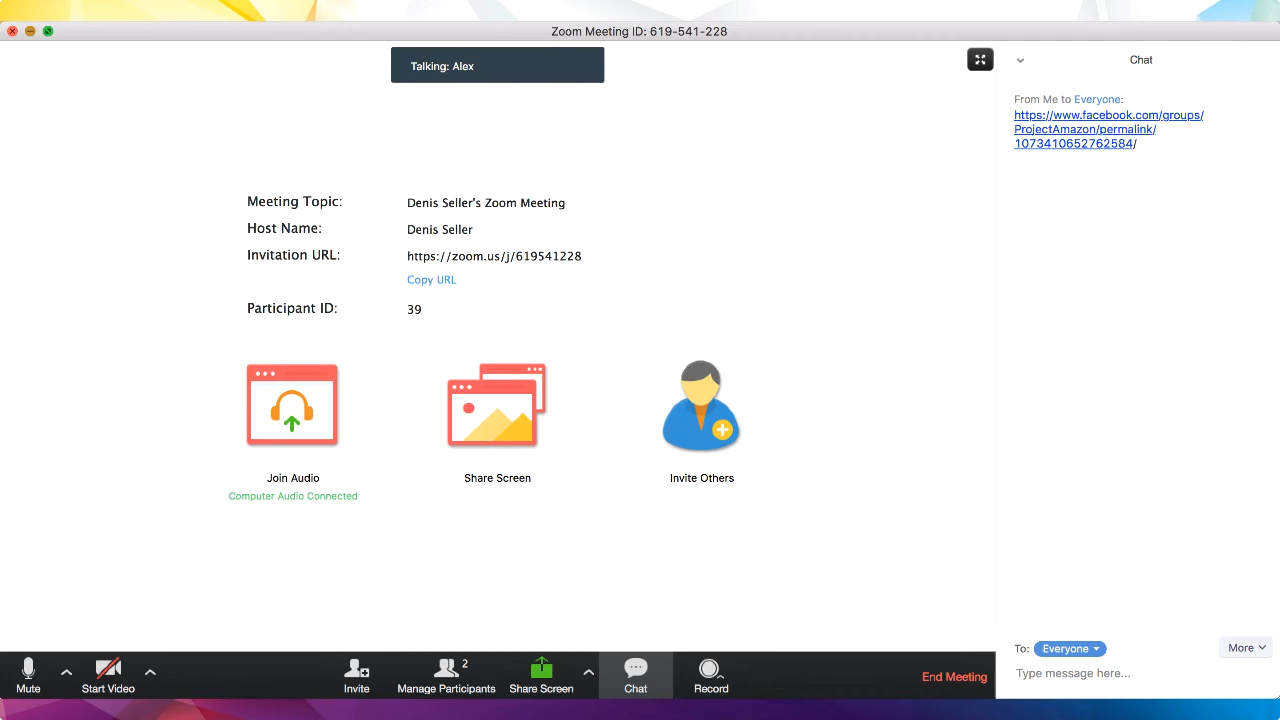 Zoom Meeting ID: 619-541-228
Talking: Alex
Chat
From Me to Everyone:
https://www.facebook.com/groups/
ProjectAmazon/permalink/
1073410652762584/
Meeting Topic: Denis Seller's Zoom Meeting
Host Name: Denis Seller
Invitation URL: https://zoom.us/j/619541228
Copy URL
Participant ID: 39
Join Audio
Computer Audio Connected
Share Screen
Invite Others
To: Everyone
More
Type message here...
Mute
Start Video
Invite
2
Manage Participants
Share Screen
Chat
Record
End Meeting